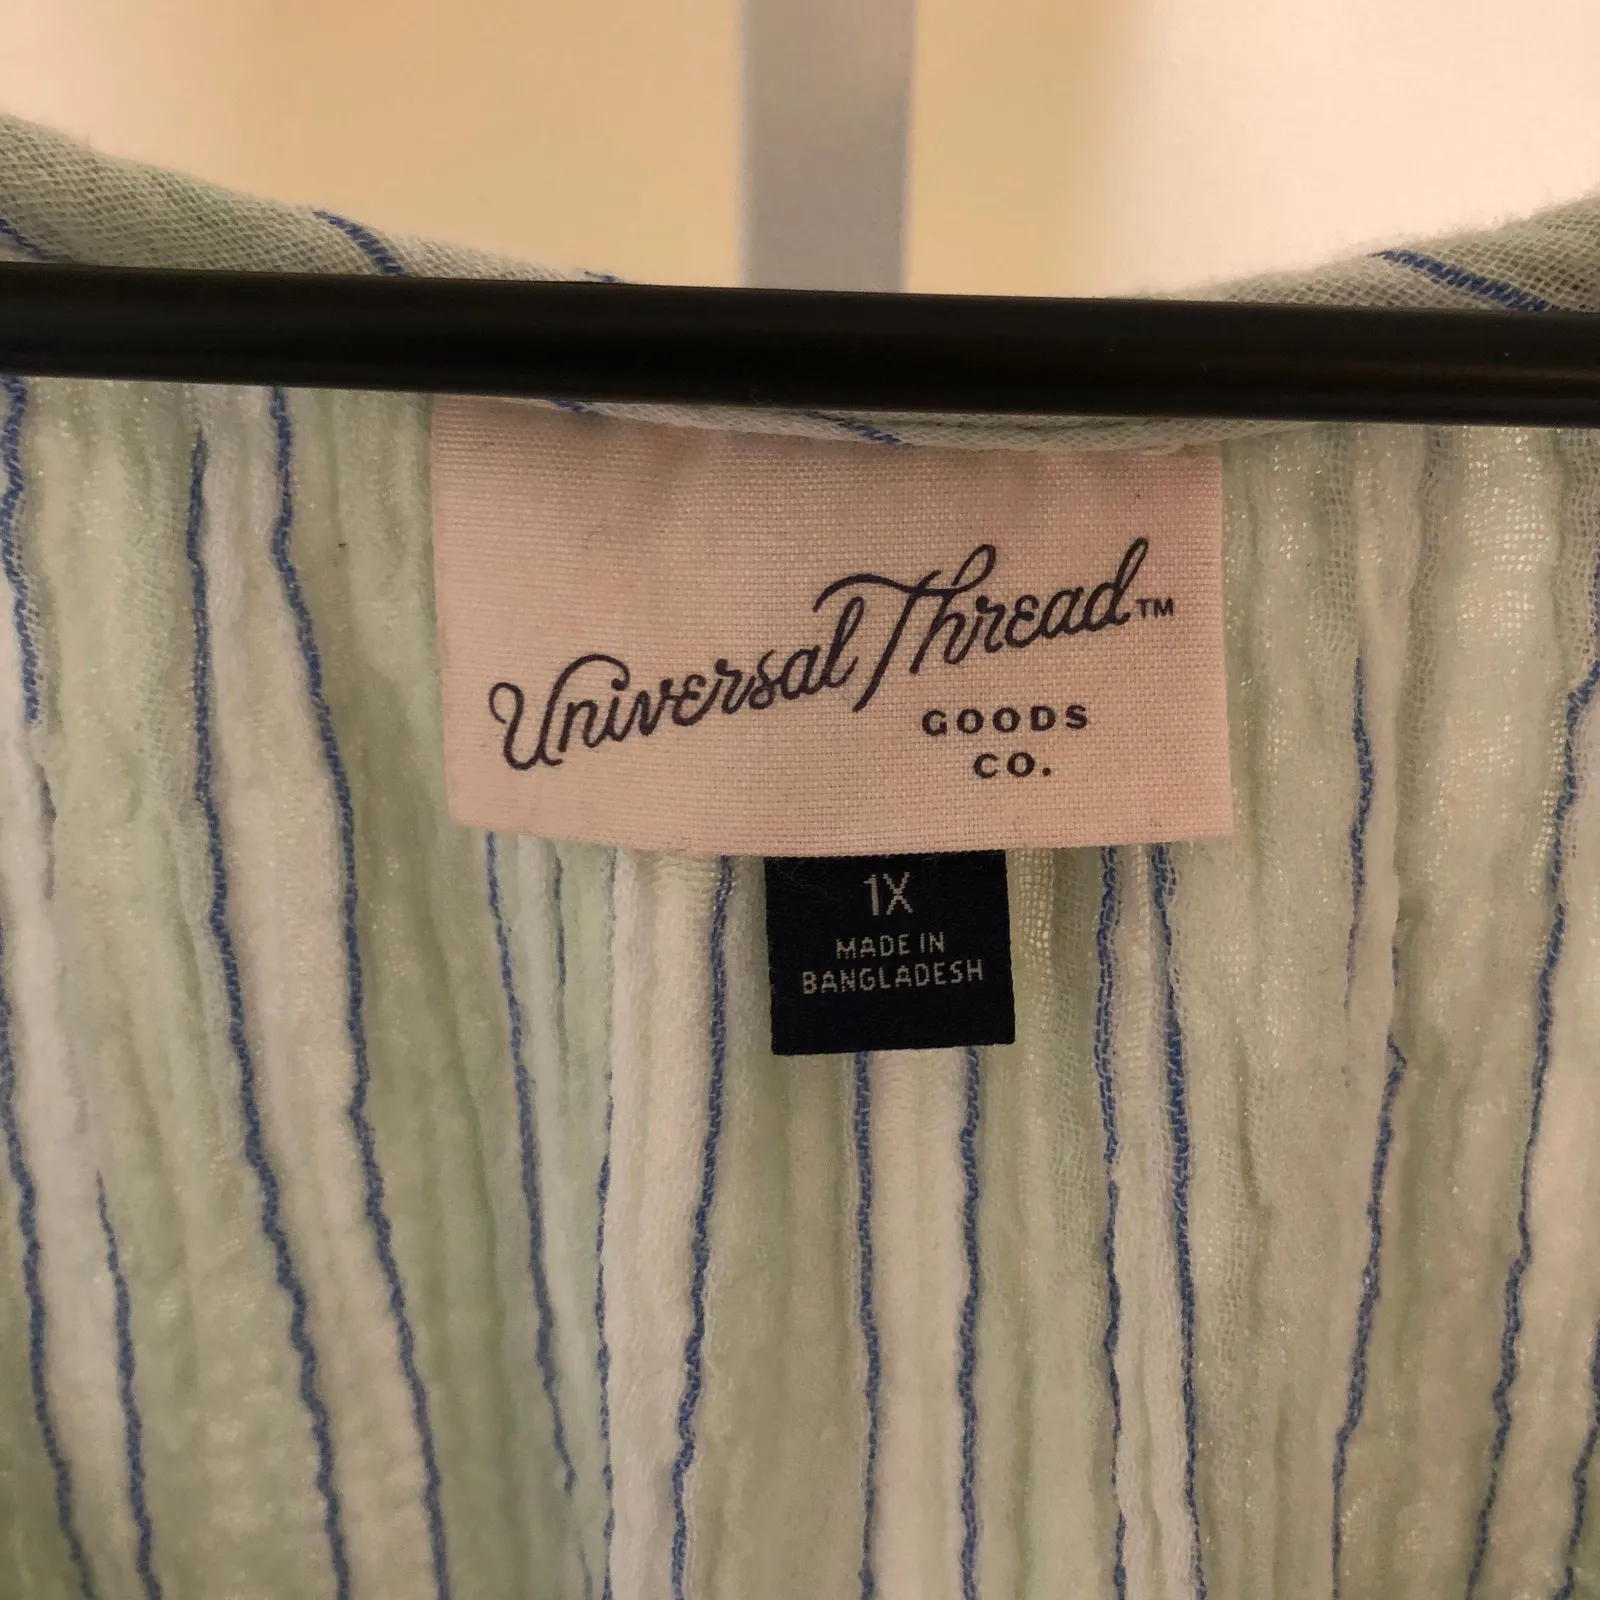 Universal Thread™
GOODS
CO.
1X
MADE IN
BANGLADESH